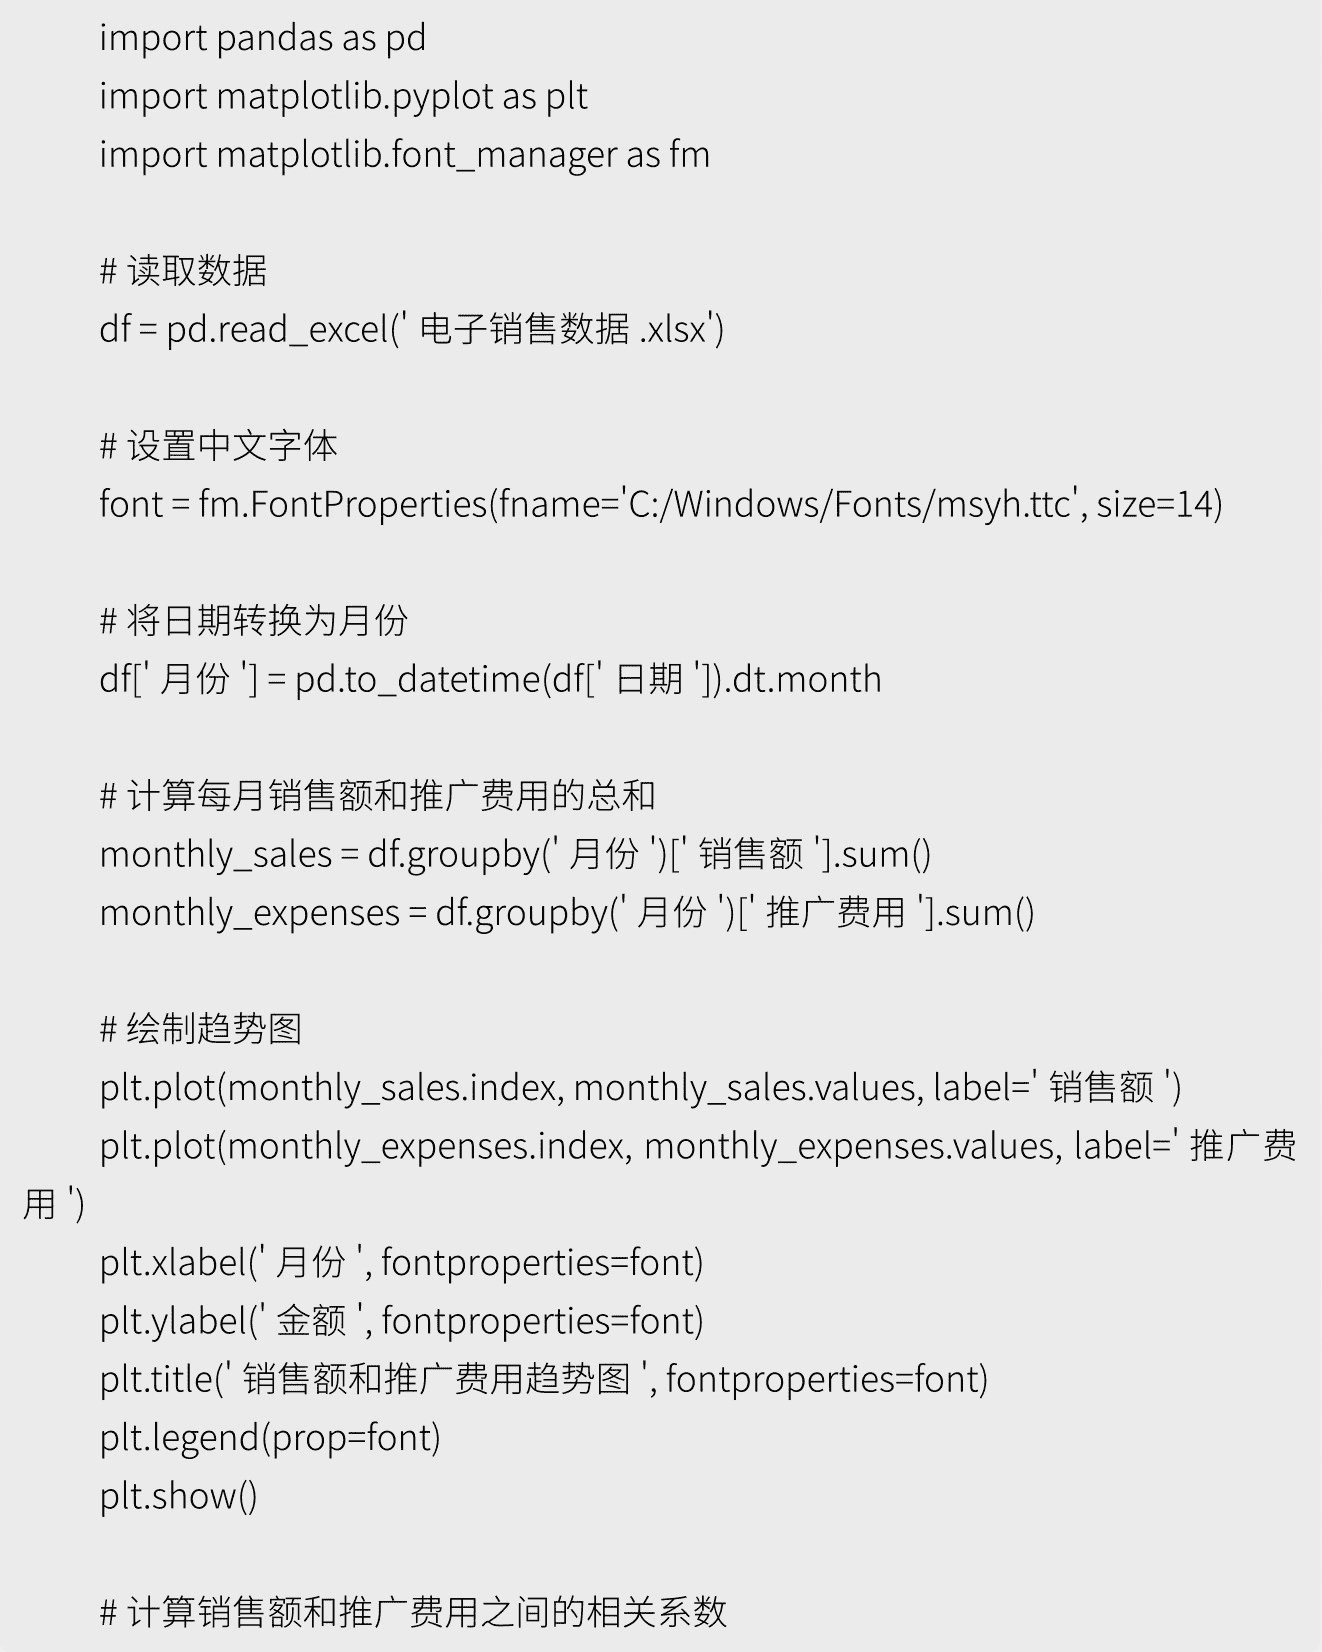 import pandas as pd
import matplotlib.pyplot as plt
import matplotlib.font_manager as fm
# 读取数据
df = pd.read_excel(' 电子销售数据 .xlsx')
# 设置中文字体
font = fm.FontProperties(fname='C:/Windows/Fonts/msyh.ttc', size=14)
# 将日期转换为月份
df[' 月份 '] = pd.to_datetime(df[' 日期 ']).dt.month
# 计算每月销售额和推广费用的总和
monthly_sales = df.groupby(' 月份 ')[' 销售额 '].sum()
monthly_expenses = df.groupby(' 月份 ')[' 推广费用 '].sum()
# 绘制趋势图
plt.plot(monthly_sales.index, monthly_sales.values, label=' 销售额 ')
plt.plot(monthly_expenses.index, monthly_expenses.values, label=' 推广费
用 ')
plt.xlabel(' 月份 ', fontproperties=font)
plt.ylabel(' 金额 ', fontproperties=font)
plt.title(' 销售额和推广费用趋势图 ', fontproperties=font)
plt.legend(prop=font)
plt.show()
# 计算销售额和推广费用之间的相关系数